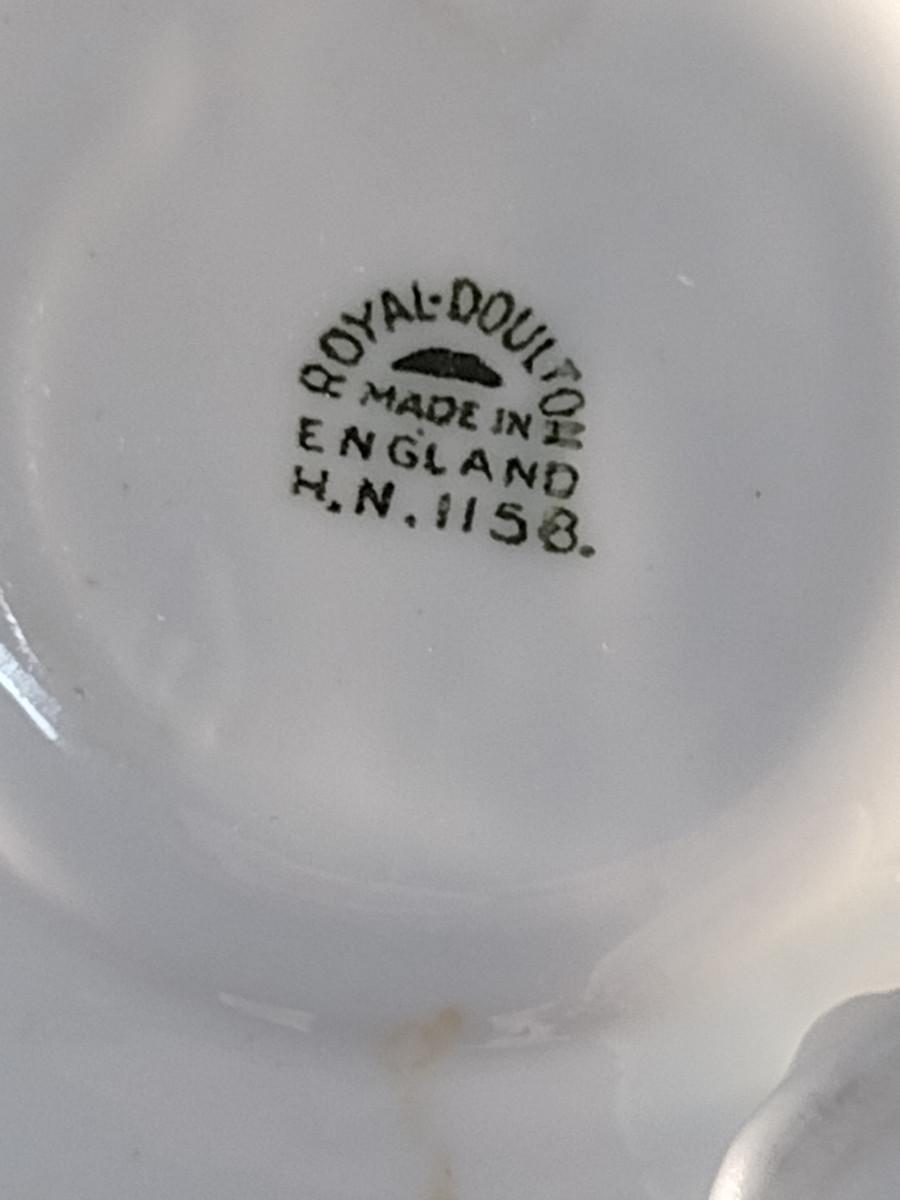 ROYAL·DOULTON
MADE IN
ENGLAND
H.N.1158.